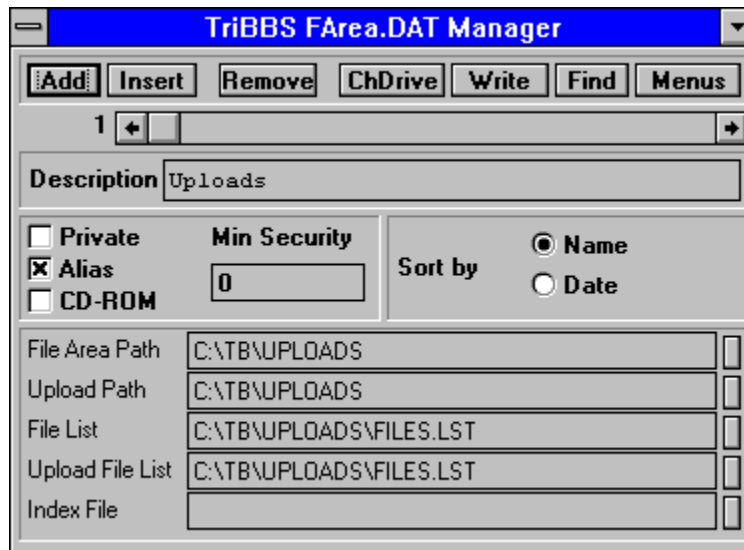 TriBBS FArea.DAT Manager
Add Insert Remove ChDrive Write Find Menus
1
Description Uploads
Private Min Security
Alias 0
CD-ROM
Sort by
Name
Date
File Area Path C:\TB\UPLOADS
Upload Path C:\TB\UPLOADS
File List C:\TB\UPLOADS\FILES.LST
Upload File List C:\TB\UPLOADS\FILES.LST
Index File